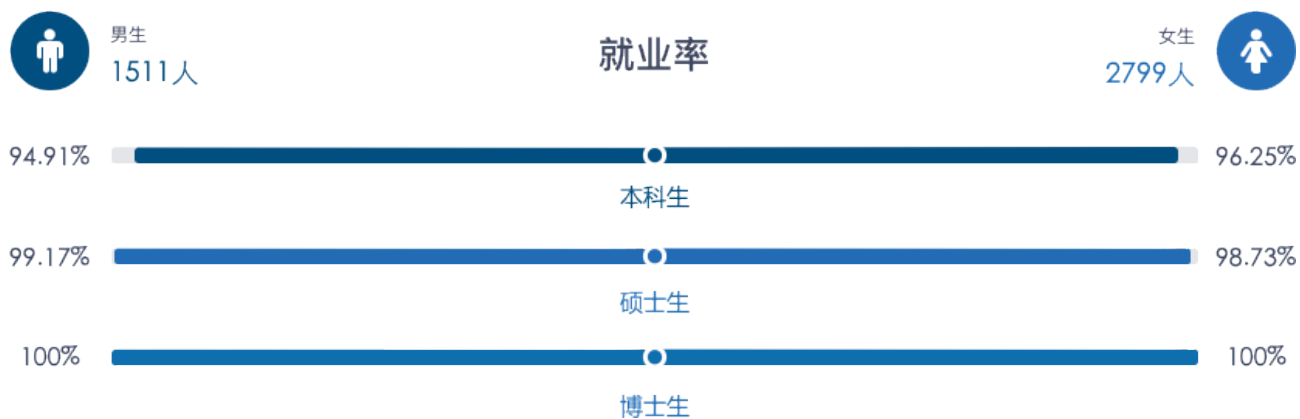 男生
1511人
就业率
女生
2799人
94.91%
96.25%
本科生
99.17%
98.73%
硕士生
100%
100%
博士生